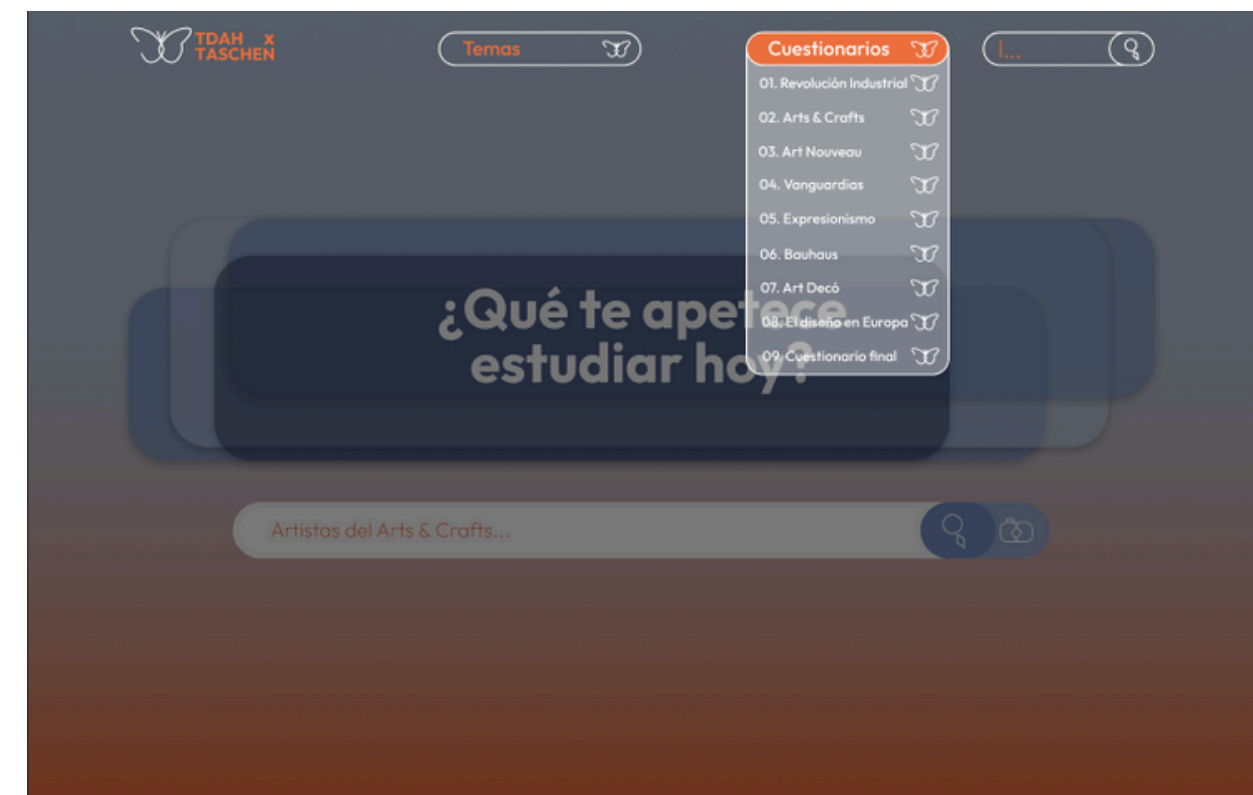 TDAH x
TASCHEN
Temas
Cuestionarios
|...
01. Revolución Industrial
02. Arts & Crafts
03. Art Nouveau
04. Vanguardias
05. Expresionismo
06. Bauhaus
07. Art Decó
08. El diseño en Europa
09. Cuestionario final
¿Qué te apetece
estudiar hoy?
Artistas del Arts & Crafts...